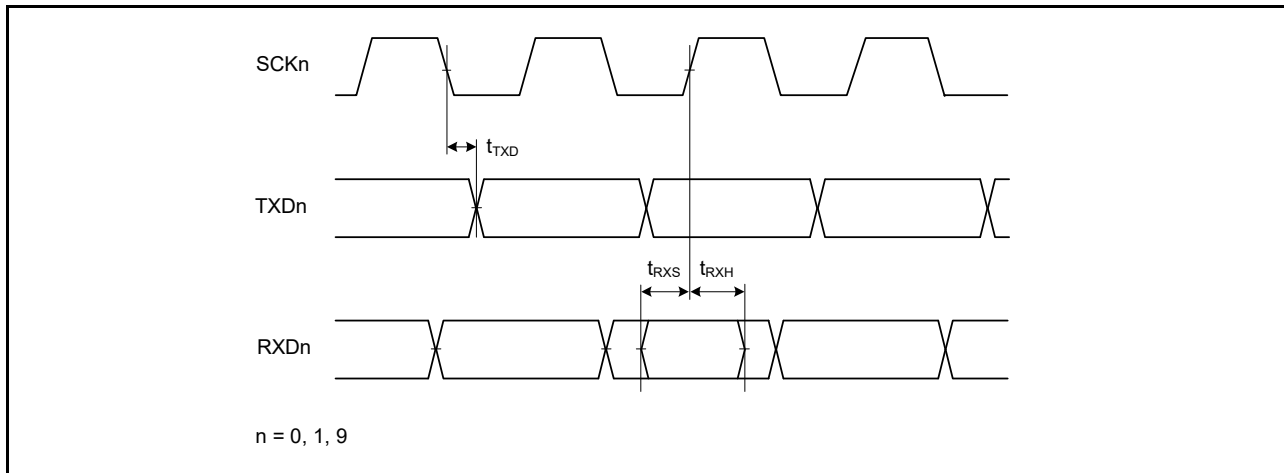 SCKn
tTXD
TXDn
tRXS tRXH
RXDn
n = 0, 1, 9